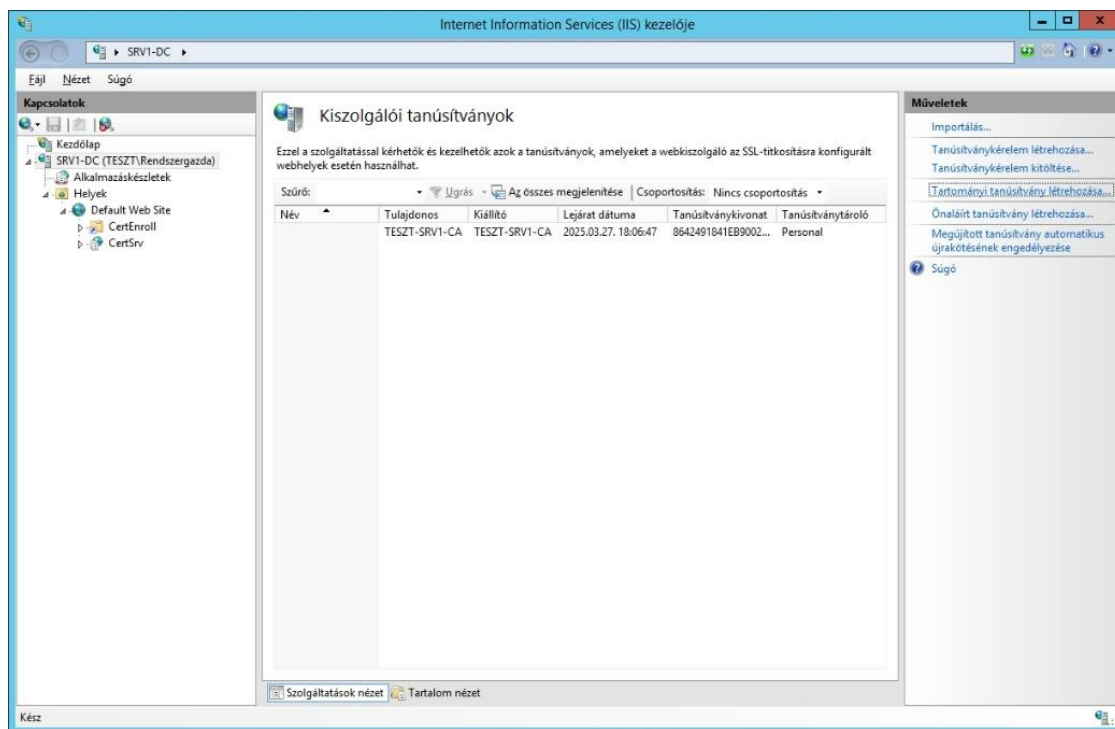 Internet Information Services (IIS) kezelője
SRV1-DC
Fájl Nézet Súgó
Kapcsolatok
Kezdőlap
SRV1-DC (TESZT\Rendszergazda)
Alkalmazáskészletek
Helyek
Default Web Site
CertEnroll
CertSrv
Kiszolgálói tanúsítványok
Ezzel a szolgáltatással kérhetők és kezelhetők azok a tanúsítványok, amelyeket a webkiszolgáló az SSL-titkosításra konfigurált
webhelyek esetén használhat.
Szűrő: Ugrás Az összes megjelenítése Csoportosítás: Nincs csoportosítás
Név Tulajdonos Kiállító Lejárat dátuma Tanúsítványkivonat Tanúsítványtároló
TESZT-SRV1-CA TESZT-SRV1-CA 2025.03.27. 18:06:47 8642491841EB9002... Personal
Szolgáltatások nézet Tartalom nézet
Műveletek
Importálás...
Tanúsítványkérelem létrehozása...
Tanúsítványkérelem kitöltése...
Tartományi tanúsítvány létrehozása...
Önaláírt tanúsítvány létrehozása...
Megújított tanúsítvány automatikus
újrakötésének engedélyezése
Súgó
Kész